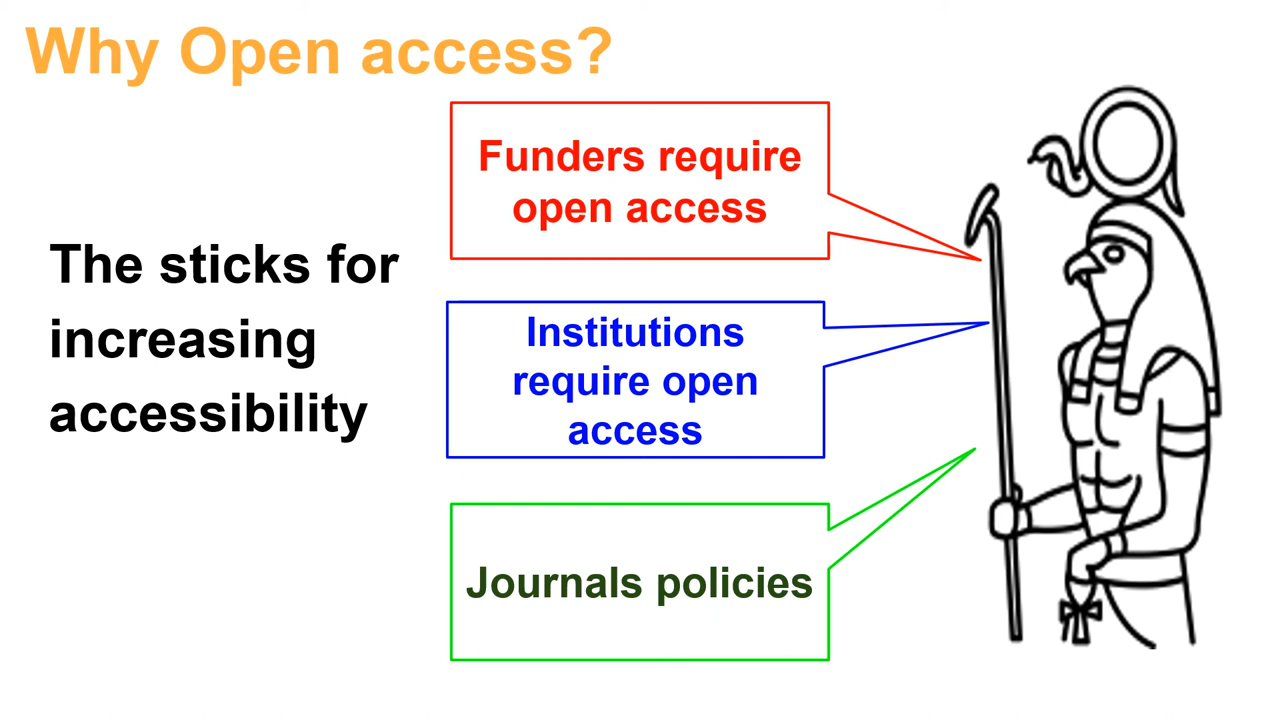 Why Open access?
The sticks for
increasing
accessibility
Funders require
open access
Institutions
require open
access
Journals policies